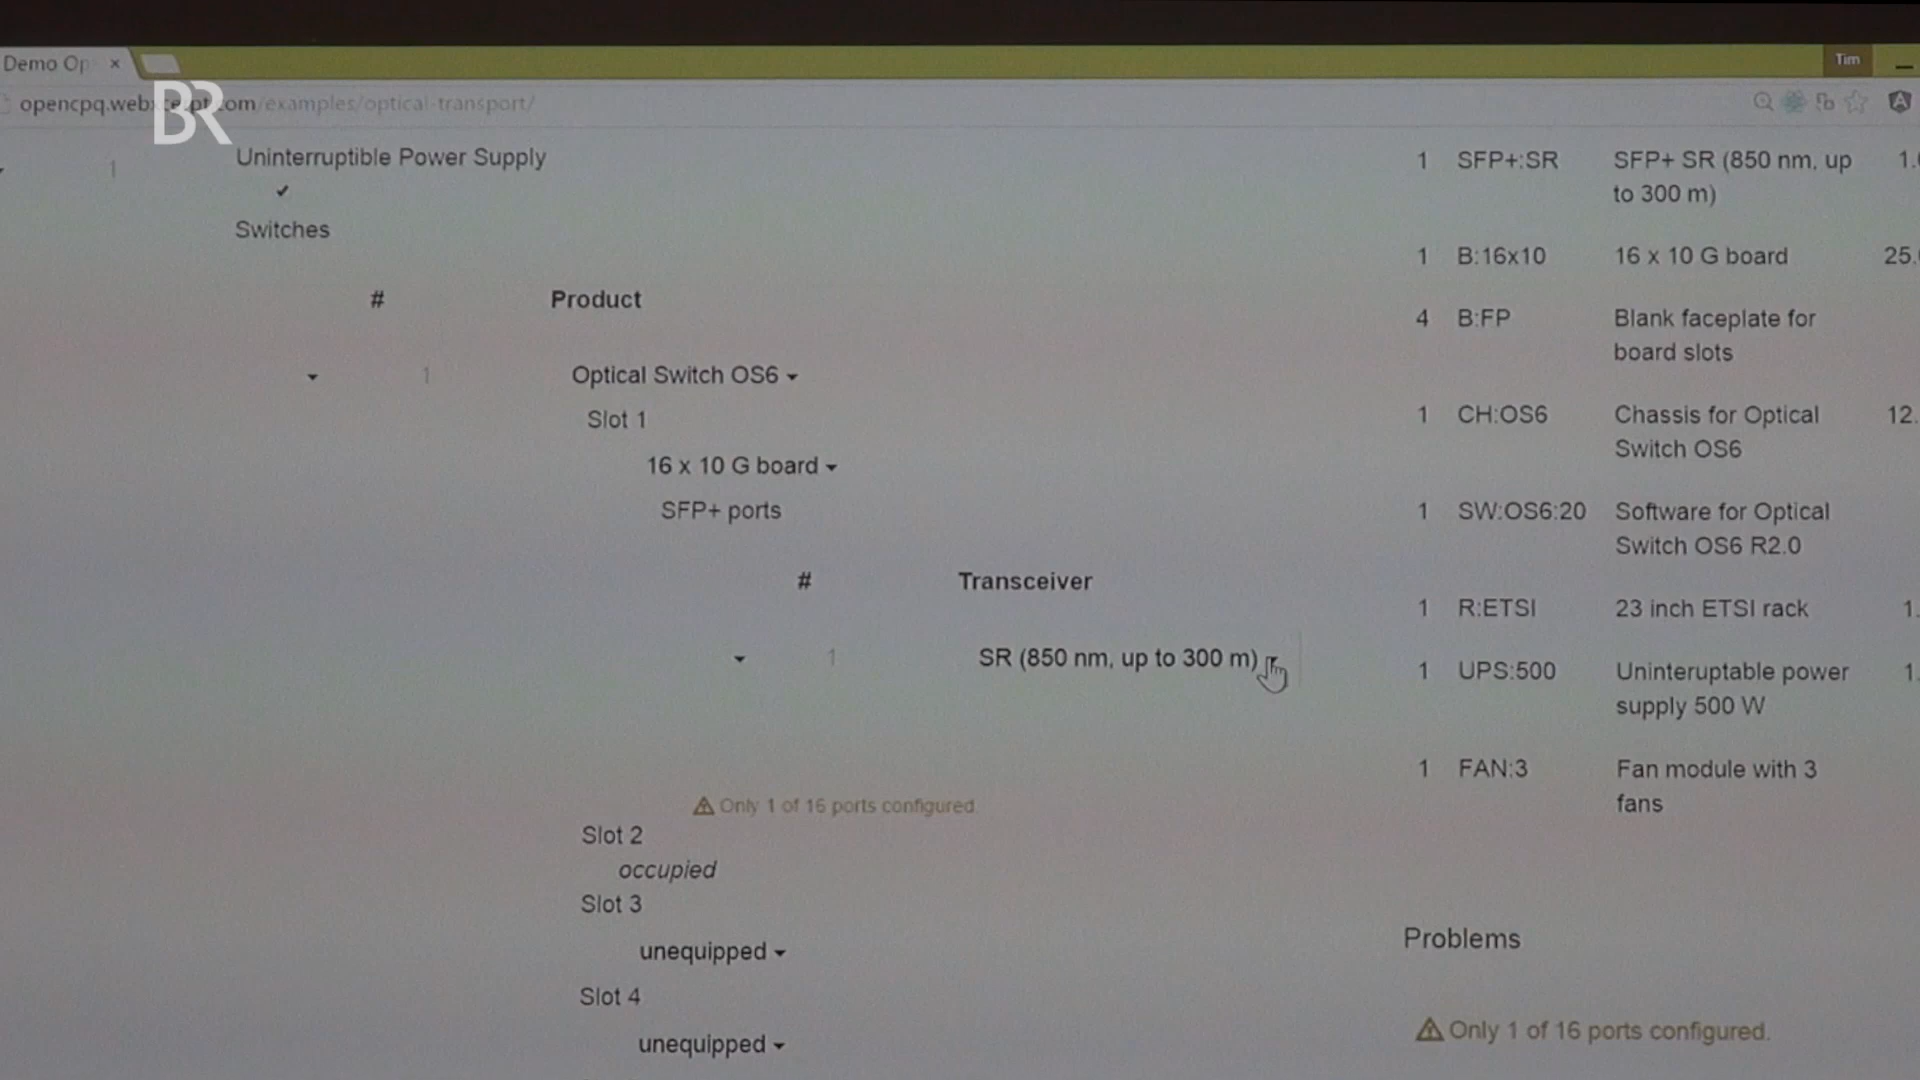 Demo Op
Tim
opencpq.webxcerpt.com/examples/optical-transport/
BR
1
Uninterruptible Power Supply
✔
Switches
# Product
1 Optical Switch OS6
Slot 1
16 x 10 G board
SFP+ ports
# Transceiver
1 SR (850 nm, up to 300 m)
Only 1 of 16 ports configured.
Slot 2
occupied
Slot 3
unequipped
Slot 4
unequipped
1 SFP+:SR SFP+ SR (850 nm, up 1.
to 300 m)
1 B:16x10 16 x 10 G board 25.
4 B:FP Blank faceplate for
board slots
1 CH:OS6 Chassis for Optical 12.
Switch OS6
1 SW:OS6:20 Software for Optical
Switch OS6 R2.0
1 R:ETSI 23 inch ETSI rack 1.
1 UPS:500 Uninteruptable power 1.
supply 500 W
1 FAN:3 Fan module with 3
fans
Problems
Only 1 of 16 ports configured.